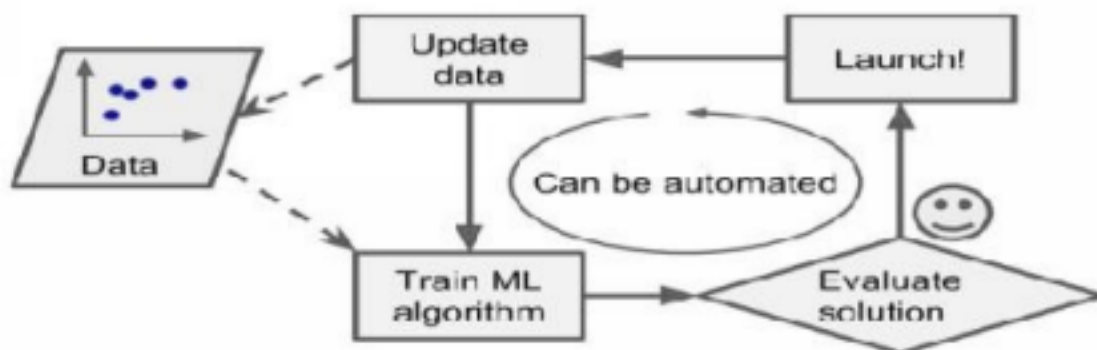 Update
data
Launch!
Data
Can be automated
Train ML
algorithm
Evaluate
solution